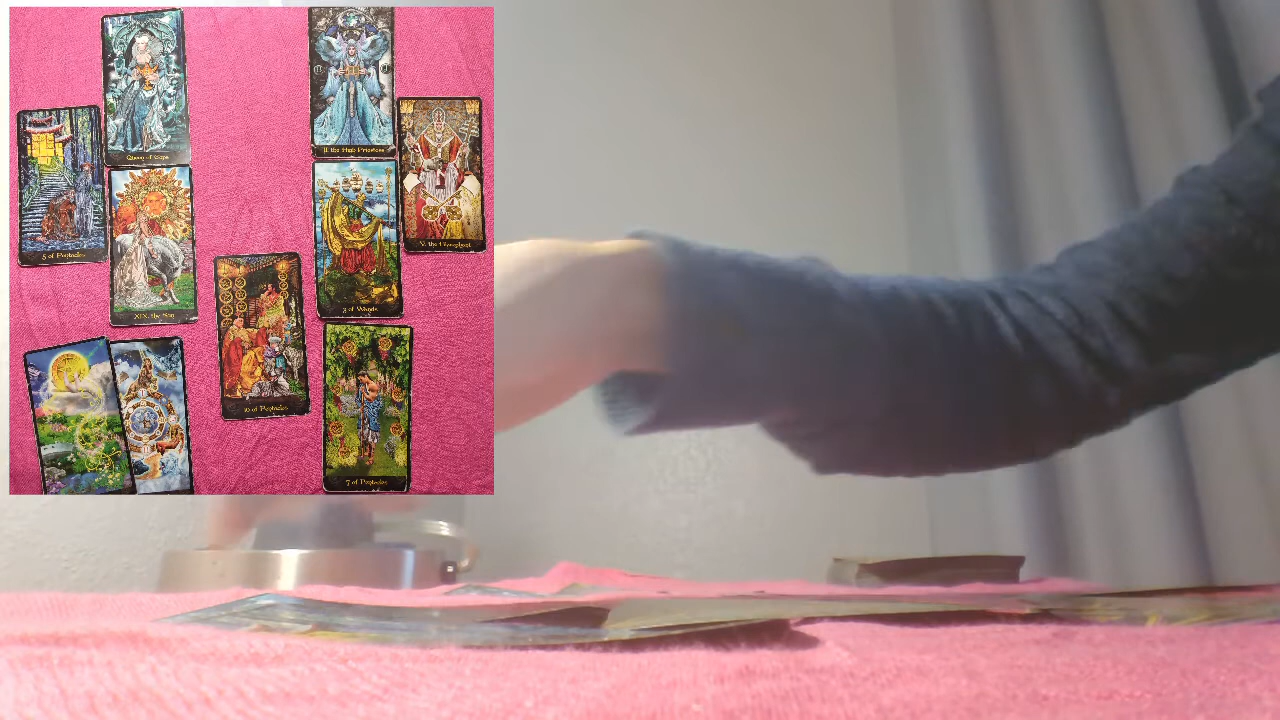 Queen of Cups
II. the High Priestess
V. the Hierophant
5 of Pentacles
XIX. the Sun
3 of Wands
10 of Pentacles
7 of Pentacles